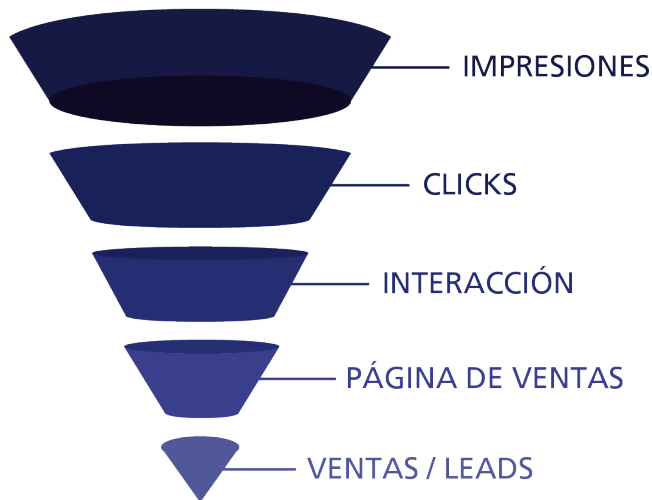 IMPRESIONES
CLICKS
INTERACCIÓN
PÁGINA DE VENTAS
VENTAS / LEADS